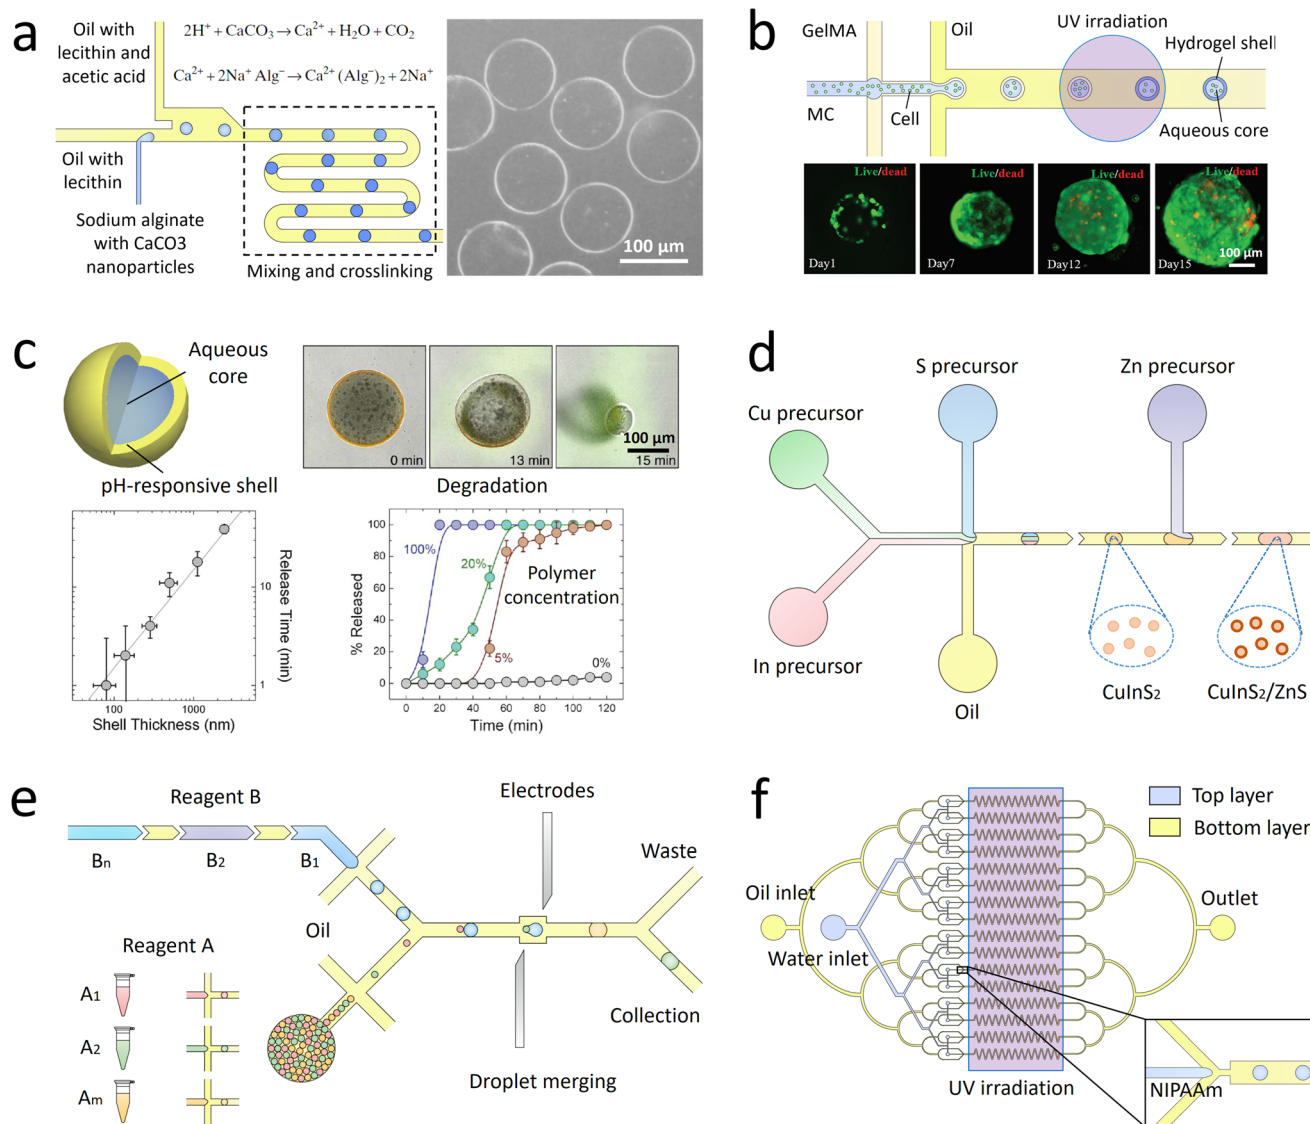 a
Oil with
lecithin and
acetic acid
2H⁺ + CaCO₃ → Ca²⁺ + H₂O + CO₂
Ca²⁺ + 2Na⁺ Alg⁻ → Ca²⁺ (Alg⁻)₂ + 2Na⁺
Oil with
lecithin
Sodium alginate
with CaCO3
nanoparticles
Mixing and crosslinking
100 μm
b
GelMA
Oil
UV irradiation
Hydrogel shell
MC
Cell
Aqueous core
Live/dead
Day1
Live/dead
Day7
Live/dead
Day12
Live/dead
Day15
100 μm
c
Aqueous
core
pH-responsive shell
0 min
13 min
100 μm
15 min
Degradation
10
1
Release Time (min)
100
1000
Shell Thickness (nm)
% Released
100
80
60
40
20
0
100%
20%
Polymer
concentration
5%
0%
0
20
40
60
80
100
120
Time (min)
d
S precursor
Zn precursor
Cu precursor
In precursor
Oil
CuInS₂
CuInS₂/ZnS
e
Reagent B
Bn
B2
B1
Electrodes
Waste
Oil
Reagent A
A1
A2
Am
Collection
Droplet merging
f
Top layer
Bottom layer
Oil inlet
Water inlet
Outlet
UV irradiation
NIPAAm